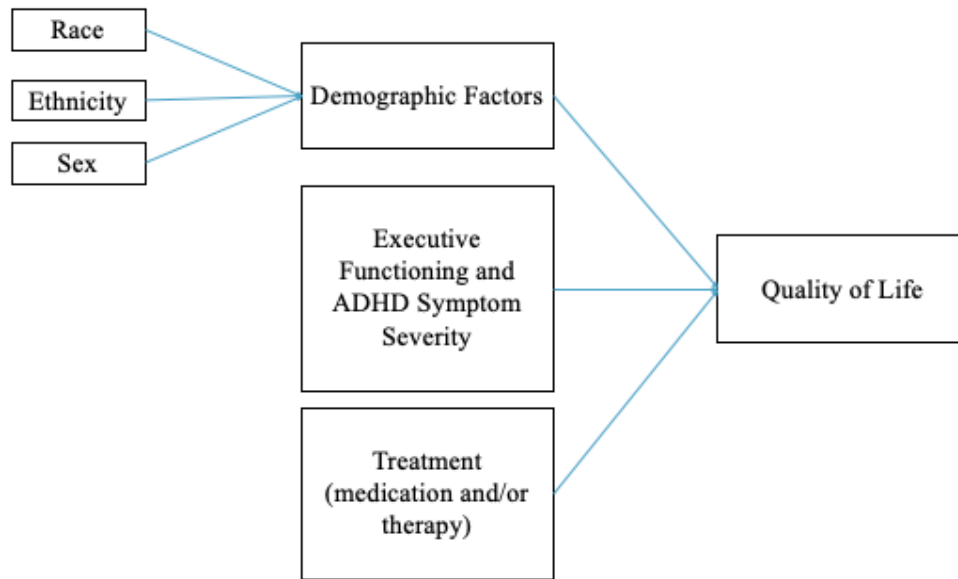 Race
Ethnicity
Sex
Demographic Factors
Executive
Functioning and
ADHD Symptom
Severity
Treatment
(medication and/or
therapy)
Quality of Life